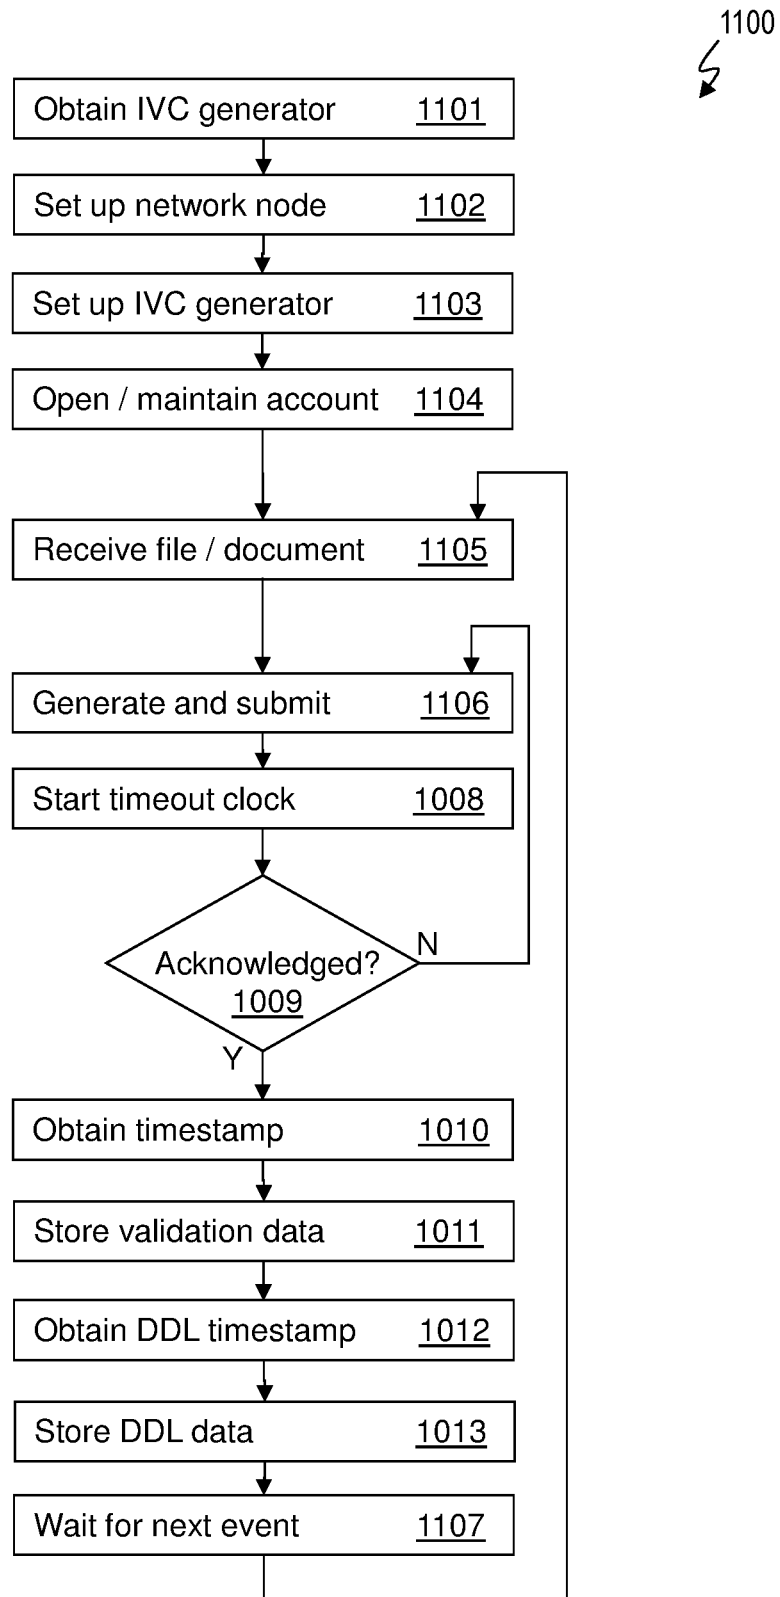 1100
Obtain IVC generator 1101
Set up network node 1102
Set up IVC generator 1103
Open / maintain account 1104
Receive file / document 1105
Generate and submit 1106
Start timeout clock 1008
N
Acknowledged?
1009
Y
Obtain timestamp 1010
Store validation data 1011
Obtain DDL timestamp 1012
Store DDL data 1013
Wait for next event 1107